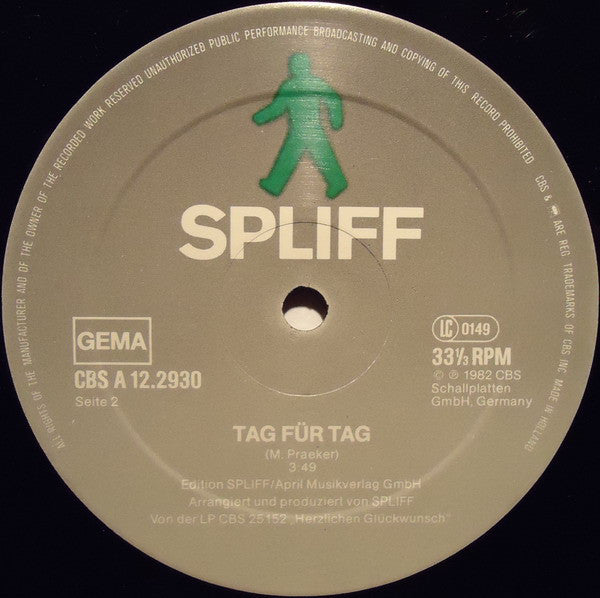 ALL RIGHTS OF THE MANUFACTURER AND OF THE OWNER OF THE RECORDED WORK RESERVED UNAUTHORIZED PUBLIC PERFORMANCE BROADCASTING AND COPYING OF THIS RECORD PROHIBITED
CBS & ARE REG. TRADEMARKS OF CBS INC MADE IN HOLLAND
SPLIFF
GEMA
CBS A 12.2930
Seite 2
LC 0149
33⅓ RPM
© ℗ 1982 CBS
Schallplatten
GmbH, Germany
TAG FÜR TAG
(M. Praeker)
3:49
Edition SPLIFF/April Musikverlag GmbH
Arrangiert und produziert von SPLIFF
Von der LP CBS 25152 „Herzlichen Glückwunsch"